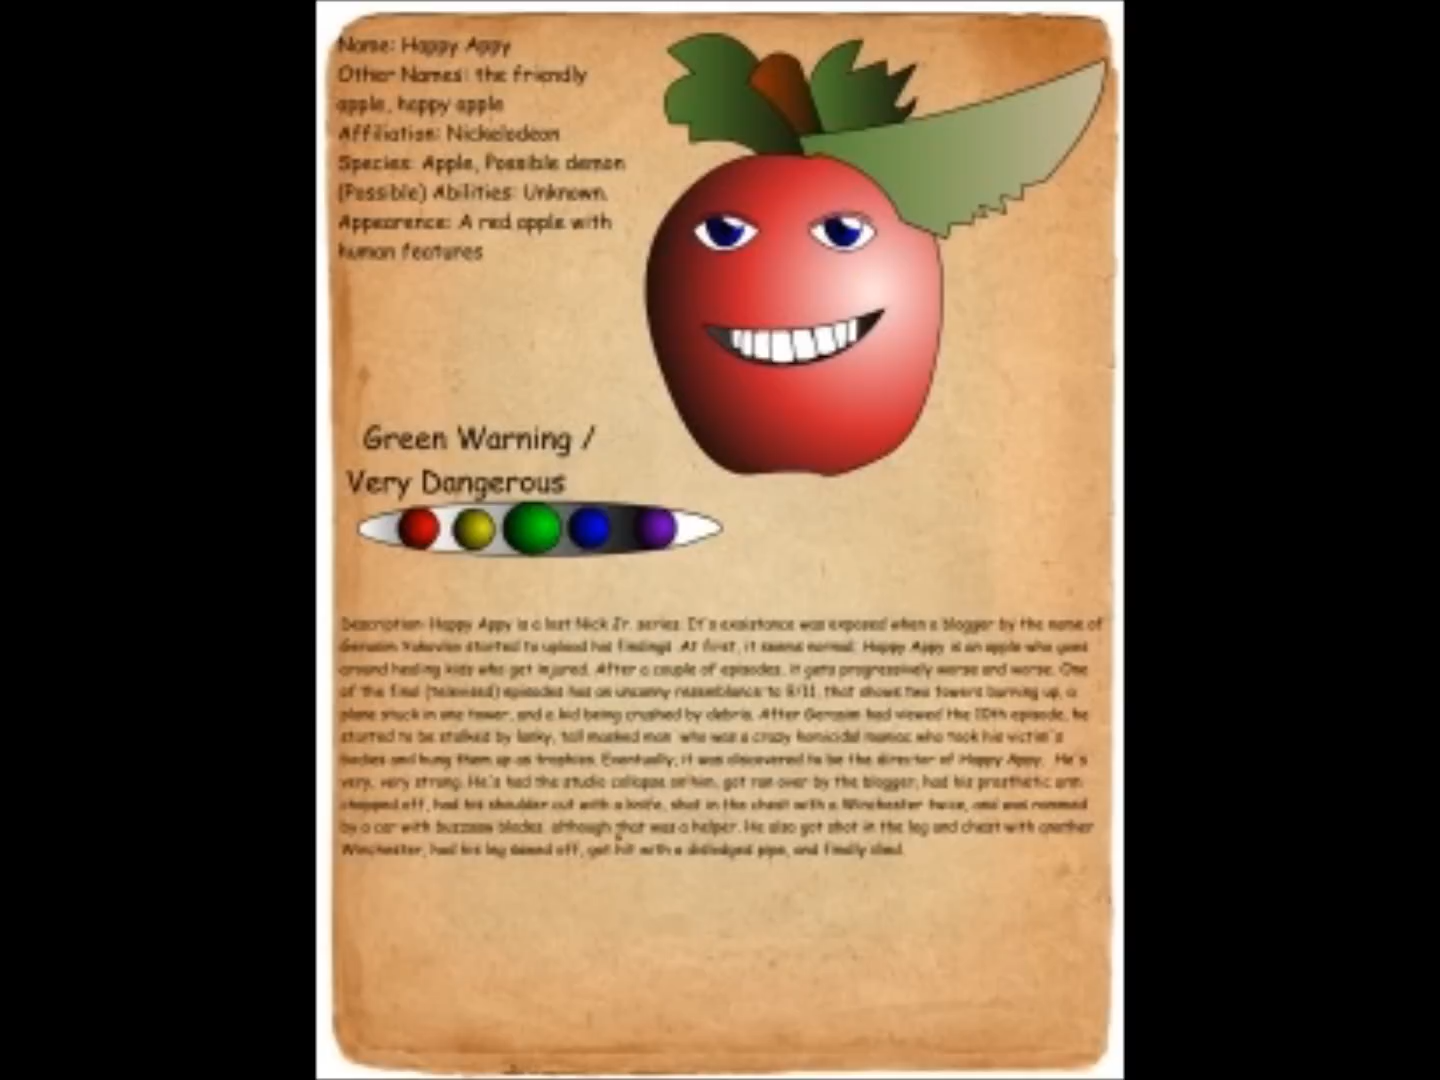 Name: Happy Appy
Other Names: the friendly
apple, happy apple
Affiliation: Nickelodeon
Species: Apple, Possible demon
(Possible) Abilities: Unknown.
Appearence: A red apple with
human features
Green Warning /
Very Dangerous
Description: Happy Appy is a lost Nick Jr. series. It's exsistance was exposed when a blogger by the name of
Gerasim Yakovlev started to upload his findings. At first, it seems normal: Happy Appy is an apple who goes
around healing kids who get injured. After a couple of episodes, it gets progressively worse and worse. One
of the final (televised) episodes has an uncanny resemblance to 9/11, that shows two towers burning up, a
plane stuck in one tower, and a kid being crushed by debris. After Gerasim had viewed the 110th episode, he
started to be stalked by lanky, tall masked man who was a crazy homicidal maniac who took his victim's
bodies and hung them up as trophies. Eventually, it was discovered to be the director of Happy Appy. He's
very, very strong. He's had the studio collapse on him, got ran over by the blogger, had his prosthetic arm
chopped off, had his shoulder cut with a knife, shot in the chest with a Winchester twice, and was rammed
by a car with buzzsaw blades, although that was a helper. He also got shot in the leg and chest with another
Winchester, had his leg sawed off, got hit with a dislodged pipe, and finally died.